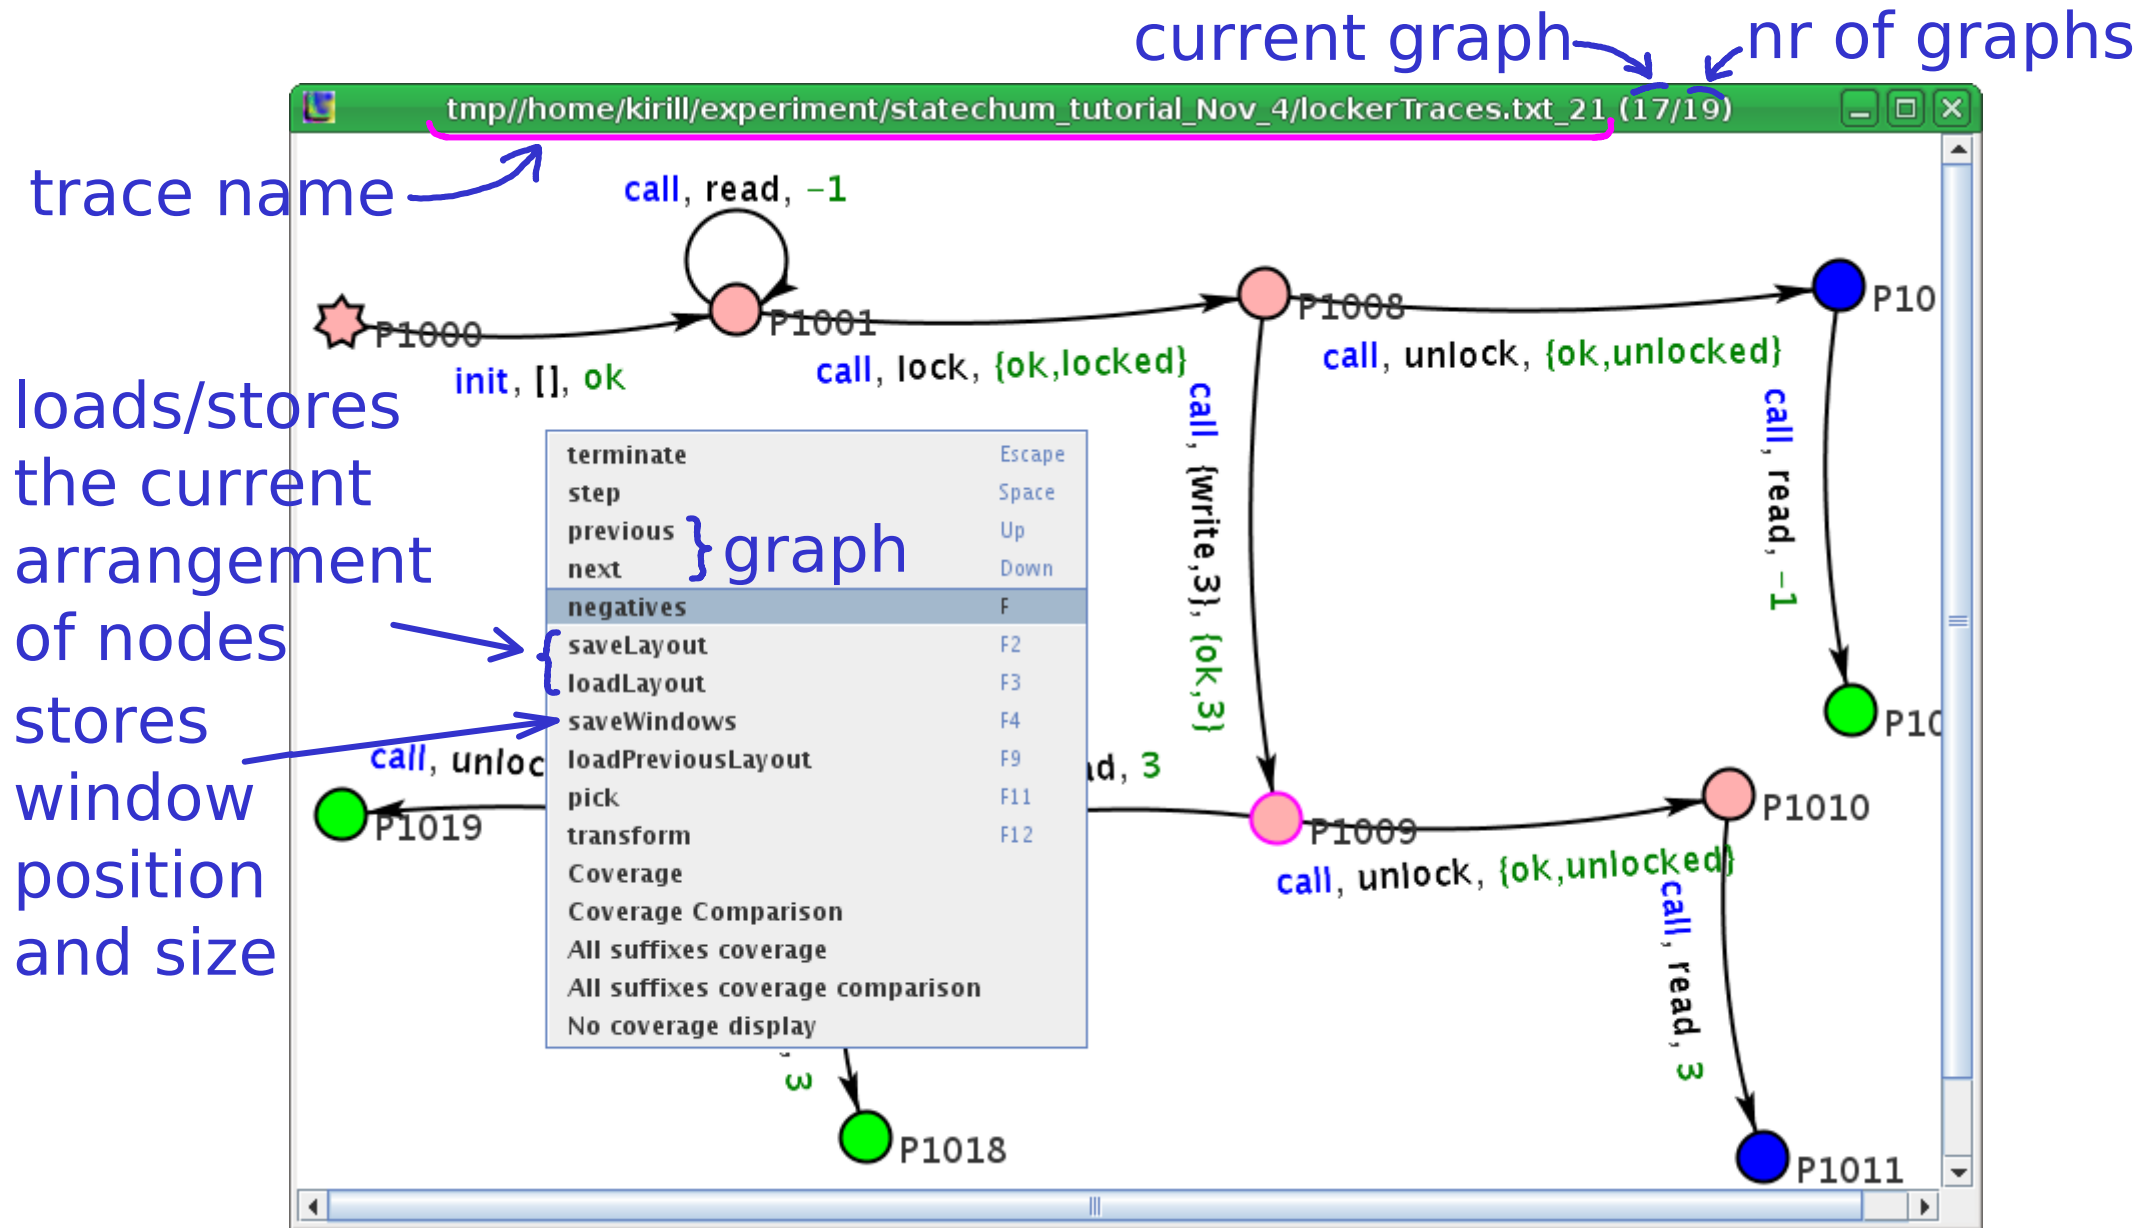 current graph
nr of graphs
tmp//home/kirill/experiment/statechum_tutorial_Nov_4/lockerTraces.txt_21 (17/19)
trace name
call, read, -1
P1000
P1001
P1008
P10
init, [], ok
call, lock, {ok,locked}
call, unlock, {ok,unlocked}
call, {write,3}, {ok,3}
call, read, -1
loads/stores
the current
arrangement
of nodes
stores
window
position
and size
terminate Escape
step Space
previous Up
next Down
graph
negatives F
saveLayout F2
loadLayout F3
saveWindows F4
loadPreviousLayout F9
pick F11
transform F12
Coverage
Coverage Comparison
All suffixes coverage
All suffixes coverage comparison
No coverage display
P10
call, unloc
ad, 3
P1019
P1009
P1010
call, unlock, {ok,unlocked}
call, read, 3
, 3
P1018
P1011